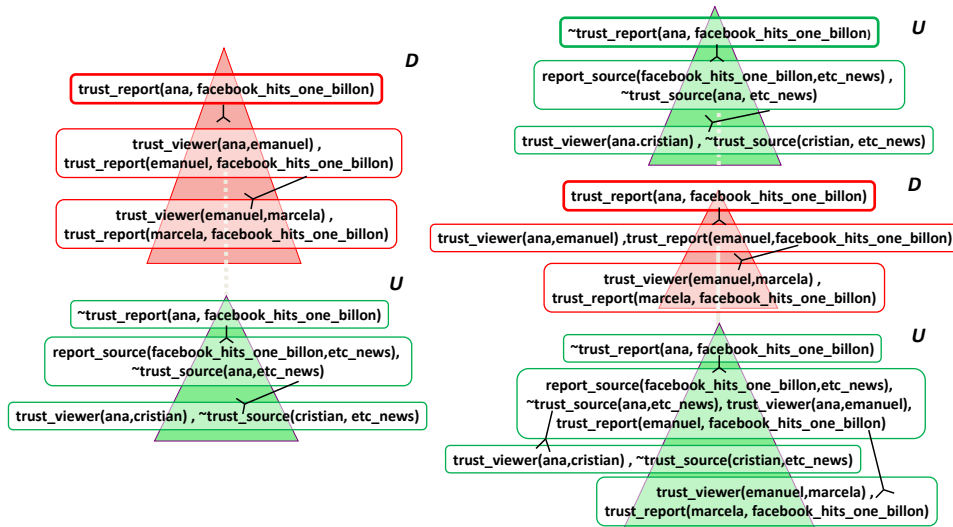 D
trust_report(ana, facebook_hits_one_billon)
trust_viewer(ana,emanuel) ,
trust_report(emanuel, facebook_hits_one_billon)
trust_viewer(emanuel,marcela) ,
trust_report(marcela, facebook_hits_one_billon)
U
~trust_report(ana, facebook_hits_one_billon)
report_source(facebook_hits_one_billon,etc_news),
~trust_source(ana,etc_news)
trust_viewer(ana,cristian) , ~trust_source(cristian, etc_news)
U
~trust_report(ana, facebook_hits_one_billon)
report_source(facebook_hits_one_billon,etc_news) ,
~trust_source(ana, etc_news)
trust_viewer(ana.cristian) , ~trust_source(cristian, etc_news)
D
trust_report(ana, facebook_hits_one_billon)
trust_viewer(ana,emanuel) ,trust_report(emanuel,facebook_hits_one_billon)
trust_viewer(emanuel,marcela) ,
trust_report(marcela, facebook_hits_one_billon)
U
~trust_report(ana, facebook_hits_one_billon)
report_source(facebook_hits_one_billon,etc_news),
~trust_source(ana,etc_news), trust_viewer(ana,emanuel),
trust_report(emanuel, facebook_hits_one_billon)
trust_viewer(ana,cristian) , ~trust_source(cristian,etc_news)
trust_viewer(emanuel,marcela) ,
trust_report(marcela, facebook_hits_one_billon)